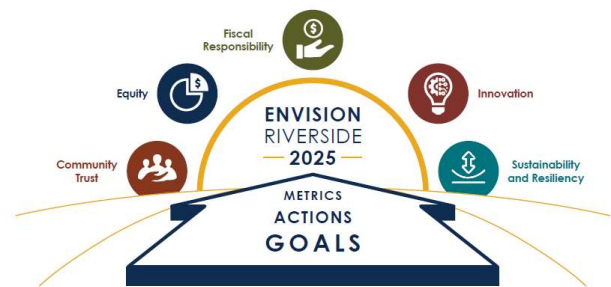 Fiscal
Responsibility
$
$
Equity
Innovation
ENVISION
RIVERSIDE
2025
Community
Trust
Sustainability
and Resiliency
METRICS
ACTIONS
GOALS